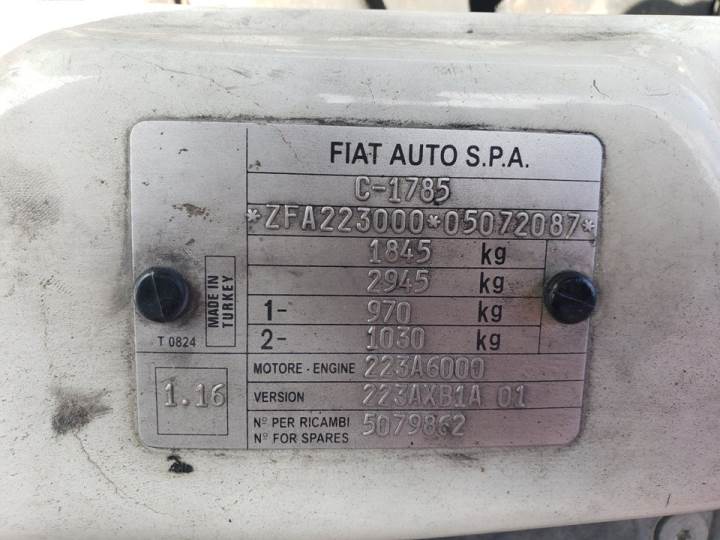 FIAT AUTO S.P.A.
C-1785
*ZFA223000*05072087*
1845 kg
2945 kg
1- 970 kg
2- 1030 kg
MADE IN
TURKEY
T 0824
MOTORE - ENGINE 223A6000
1.16
VERSION 223AXB1A 01
Nº PER RICAMBI
Nº FOR SPARES 5079862